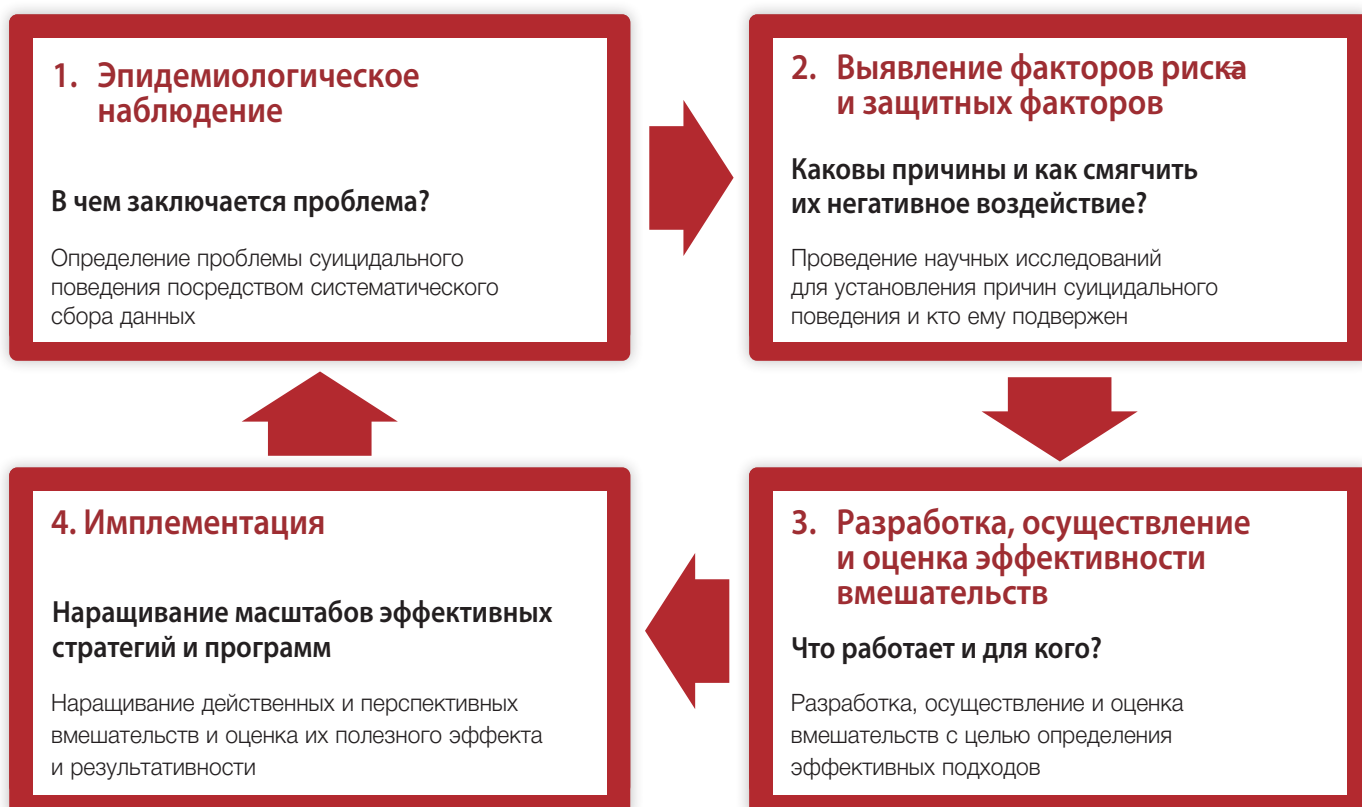 1. Эпидемиологическое
наблюдение
В чем заключается проблема?
Определение проблемы суицидального
поведения посредством систематического
сбора данных
2. Выявление факторов риска
и защитных факторов
Каковы причины и как смягчить
их негативное воздействие?
Проведение научных исследований
для установления причин суицидального
поведения и кто ему подвержен
3. Разработка, осуществление
и оценка эффективности
вмешательств
Что работает и для кого?
Разработка, осуществление и оценка
вмешательств с целью определения
эффективных подходов
4. Имплементация
Наращивание масштабов эффективных
стратегий и программ
Наращивание действенных и перспективных
вмешательств и оценка их полезного эффекта
и результативности